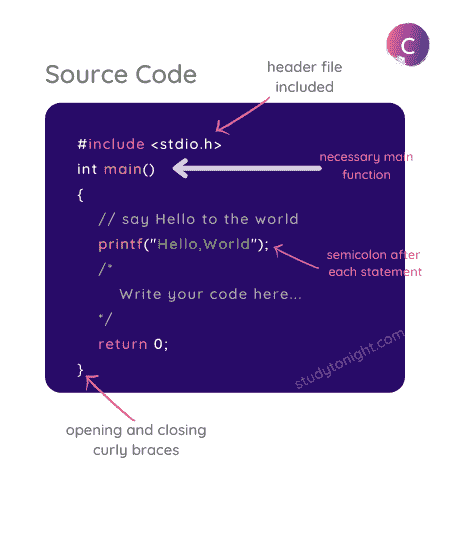 C
Source Code
header file
included
#include <stdio.h>
int main()
necessary main
function
{
// say Hello to the world
printf("Hello,World");
semicolon after
each statement
/*
Write your code here...
*/
return 0;
}
studytonight.com
opening and closing
curly braces